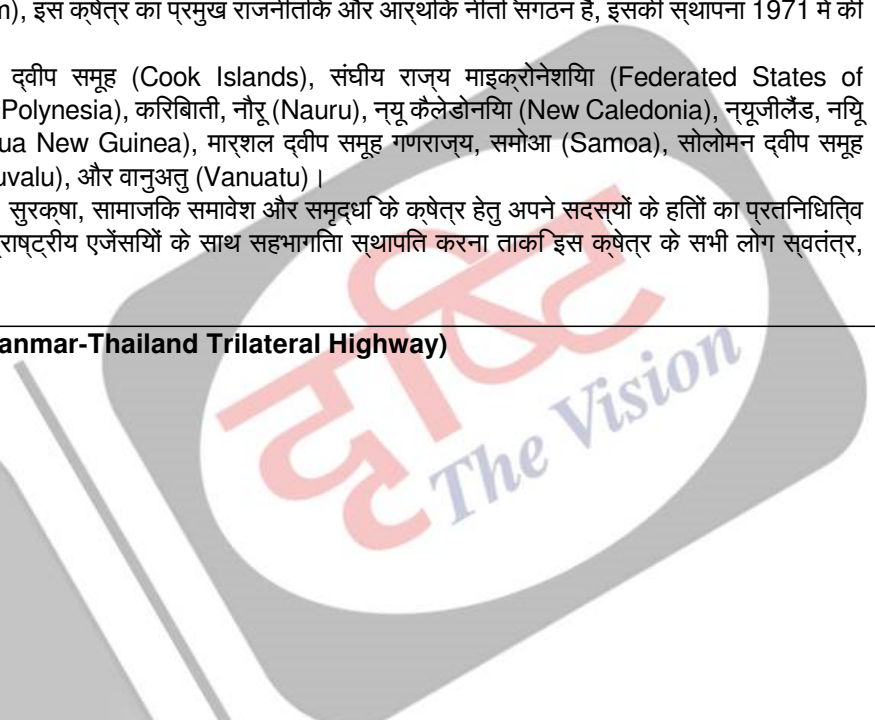 m), इस क्षेत्र का प्रमुख राजनीतिक और आर्थिक नीति संगठन है, इसकी स्थापना 1971 में की
द्वीप समूह (Cook Islands), संघीय राज्य माइक्रोनेशिया (Federated States of
Polynesia), किरिबाती, नौरू (Nauru), न्यू कैलेडोनिया (New Caledonia), न्यूजीलैंड, नियू
ua New Guinea), मार्शल द्वीप समूह गणराज्य, समोआ (Samoa), सोलोमन द्वीप समूह
uvalu), और वानुअतु (Vanuatu)।
सुरक्षा, सामाजिक समावेश और समृद्धि के क्षेत्र हेतु अपने सदस्यों के हितों का प्रतिनिधित्व
राष्ट्रीय एजेंसियों के साथ सहभागिता स्थापित करना ताकि इस क्षेत्र के सभी लोग स्वतंत्र,
anmar-Thailand Trilateral Highway)
दृष्टि
The Vision